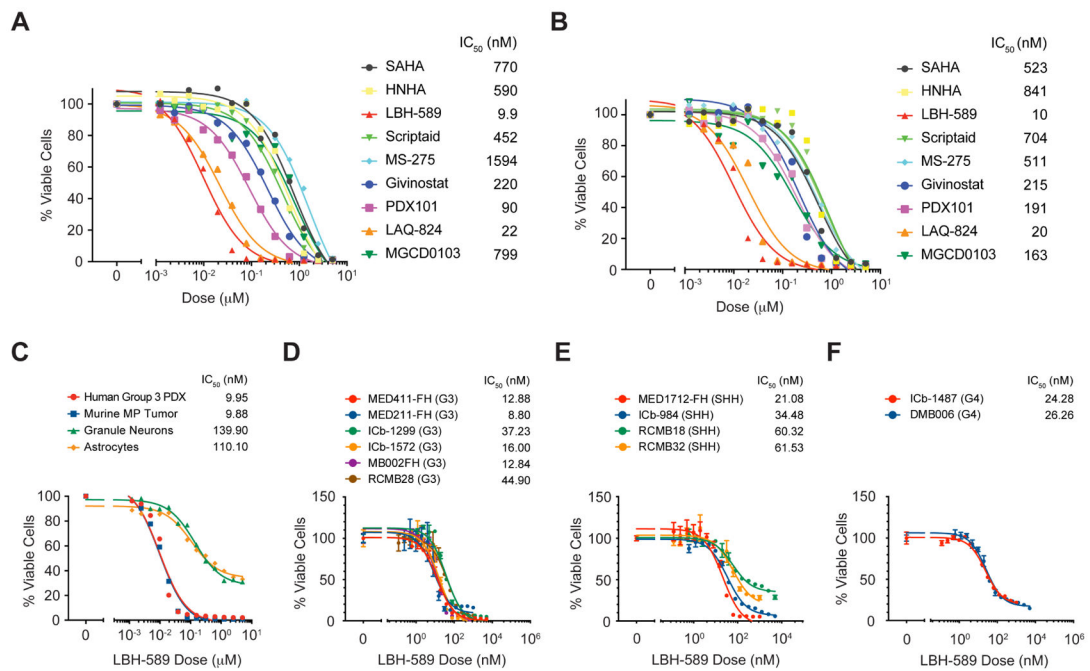 A
IC50 (nM)
SAHA 770
HNHA 590
LBH-589 9.9
Scriptaid 452
MS-275 1594
Givinostat 220
PDX101 90
LAQ-824 22
MGCD0103 799
% Viable Cells
100
80
60
40
20
0
0 10-3 10-2 10-1 100 101
Dose (μM)
B
IC50 (nM)
SAHA 523
HNHA 841
LBH-589 10
Scriptaid 704
MS-275 511
Givinostat 215
PDX101 191
LAQ-824 20
MGCD0103 163
% Viable Cells
100
80
60
40
20
0
0 10-3 10-2 10-1 100 101
Dose (μM)
C
IC50 (nM)
Human Group 3 PDX 9.95
Murine MP Tumor 9.88
Granule Neurons 139.90
Astrocytes 110.10
% Viable Cells
100
80
60
40
20
0
0 10-3 10-2 10-1 100 101
LBH-589 Dose (μM)
D
IC50 (nM)
MED411-FH (G3) 12.88
MED211-FH (G3) 8.80
ICb-1299 (G3) 37.23
ICb-1572 (G3) 16.00
MB002FH (G3) 12.84
RCMB28 (G3) 44.90
% Viable Cells
150
100
50
0
0 100 102 104 106
LBH-589 Dose (nM)
E
IC50 (nM)
MED1712-FH (SHH) 21.08
ICb-984 (SHH) 34.48
RCMB18 (SHH) 60.32
RCMB32 (SHH) 61.53
% Viable Cells
150
100
50
0
0 100 102 104
LBH-589 Dose (nM)
F
IC50 (nM)
ICb-1487 (G4) 24.28
DMB006 (G4) 26.26
% Viable Cells
150
100
50
0
0 100 102 104 106
LBH-589 Dose (nM)